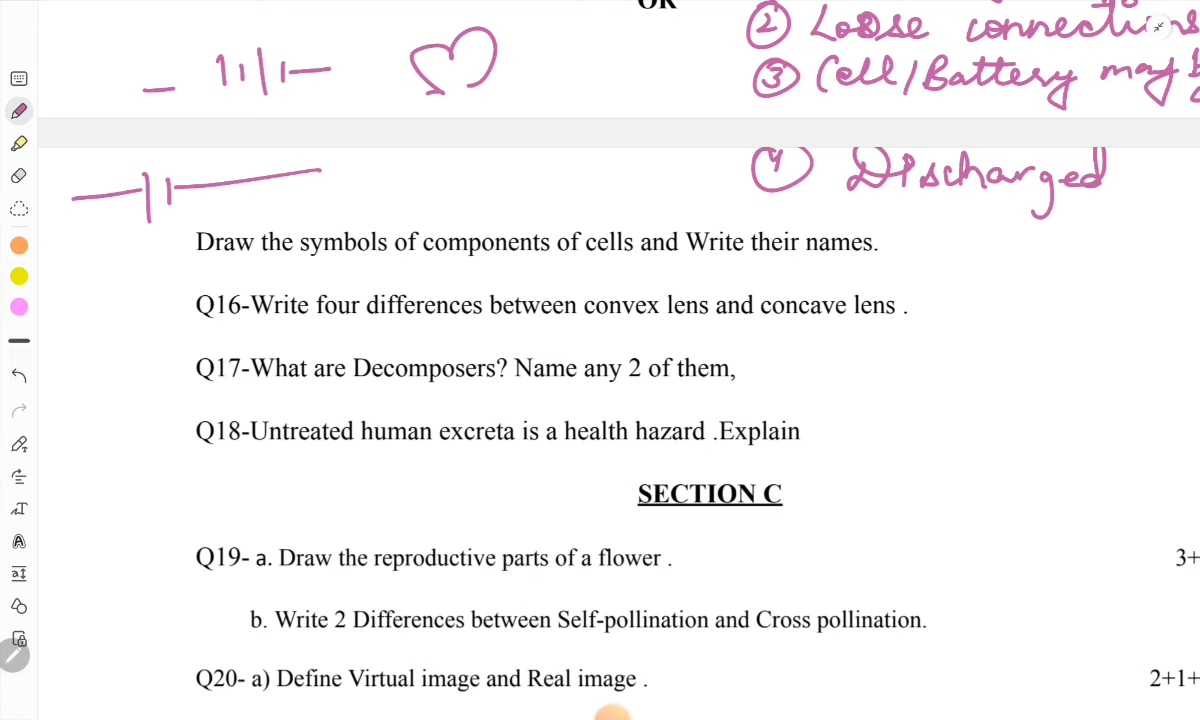 OR
② Loose connections
③ Cell/Battery may
④ Discharged
Draw the symbols of components of cells and Write their names.
Q16-Write four differences between convex lens and concave lens .
Q17-What are Decomposers? Name any 2 of them,
Q18-Untreated human excreta is a health hazard .Explain
SECTION C
Q19- a. Draw the reproductive parts of a flower . 3+
b. Write 2 Differences between Self-pollination and Cross pollination.
Q20- a) Define Virtual image and Real image . 2+1+